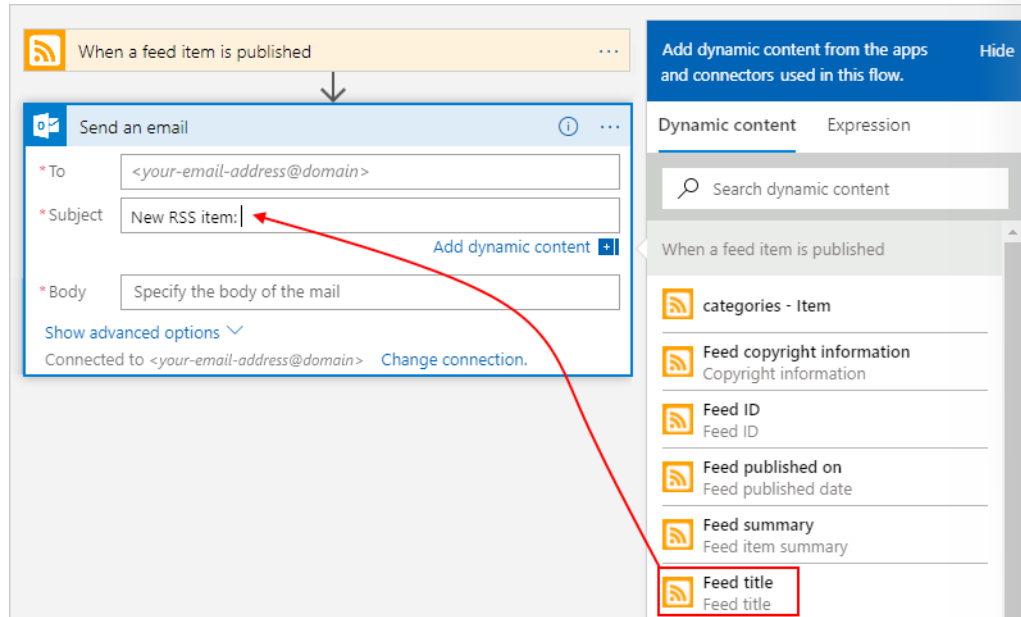 When a feed item is published
...
Send an email
...
* To
<your-email-address@domain>
* Subject
New RSS item:
Add dynamic content
* Body
Specify the body of the mail
Show advanced options
Connected to <your-email-address@domain> Change connection.
Add dynamic content from the apps
and connectors used in this flow.
Hide
Dynamic content
Expression
Search dynamic content
When a feed item is published
categories - Item
Feed copyright information
Copyright information
Feed ID
Feed ID
Feed published on
Feed published date
Feed summary
Feed item summary
Feed title
Feed title